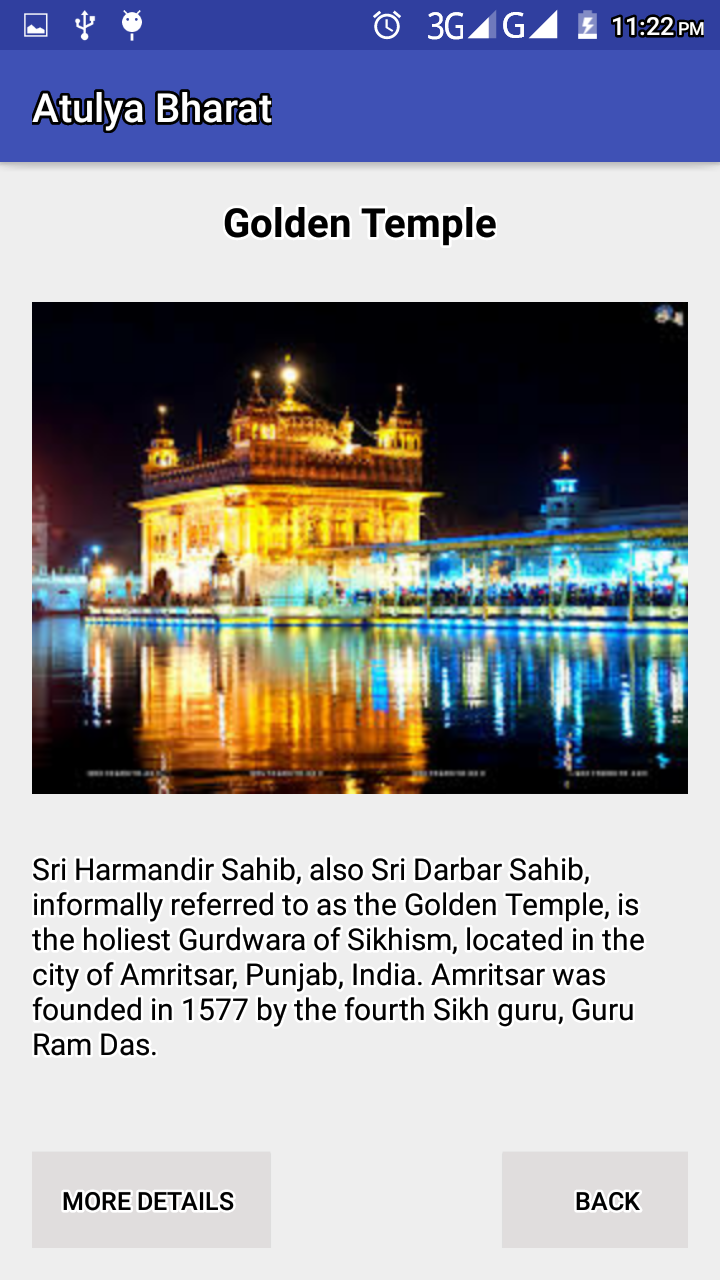 3G G 11:22 PM
Atulya Bharat
Golden Temple
Sri Harmandir Sahib, also Sri Darbar Sahib,
informally referred to as the Golden Temple, is
the holiest Gurdwara of Sikhism, located in the
city of Amritsar, Punjab, India. Amritsar was
founded in 1577 by the fourth Sikh guru, Guru
Ram Das.
MORE DETAILS BACK